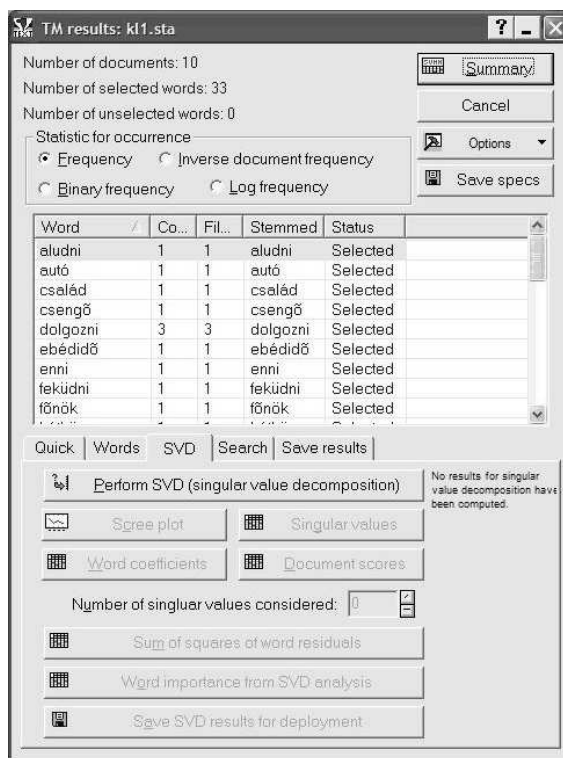 TM results: kl1.sta
Number of documents: 10
Number of selected words: 33
Number of unselected words: 0
Statistic for occurrence
Frequency Inverse document frequency
Binary frequency Log frequency
Summary
Cancel
Options
Save specs
Word Co... Fil... Stemmed Status
aludni 1 1 aludni Selected
autó 1 1 autó Selected
család 1 1 család Selected
csengõ 1 1 csengõ Selected
dolgozni 3 3 dolgozni Selected
ebédidõ 1 1 ebédidõ Selected
enni 1 1 enni Selected
feküdni 1 1 feküdni Selected
fõnök 1 1 fõnök Selected
Quick Words SVD Search Save results
Perform SVD (singular value decomposition)
No results for singular
value decomposition have
been computed.
Scree plot Singular values
Word coefficients Document scores
Number of singluar values considered: 0
Sum of squares of word residuals
Word importance from SVD analysis
Save SVD results for deployment